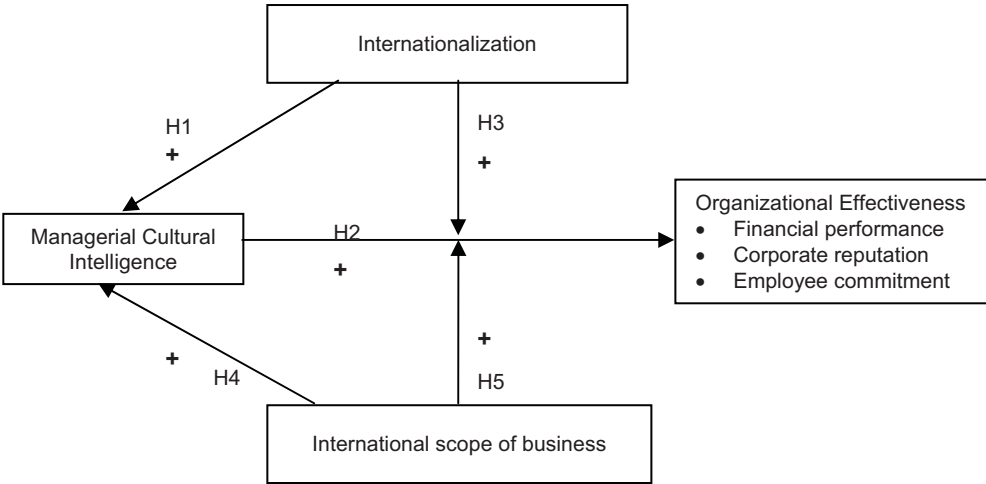 Internationalization
H1
+
H3
+
Managerial Cultural
Intelligence
H2
+
Organizational Effectiveness
• Financial performance
• Corporate reputation
• Employee commitment
+
H4
+
H5
International scope of business